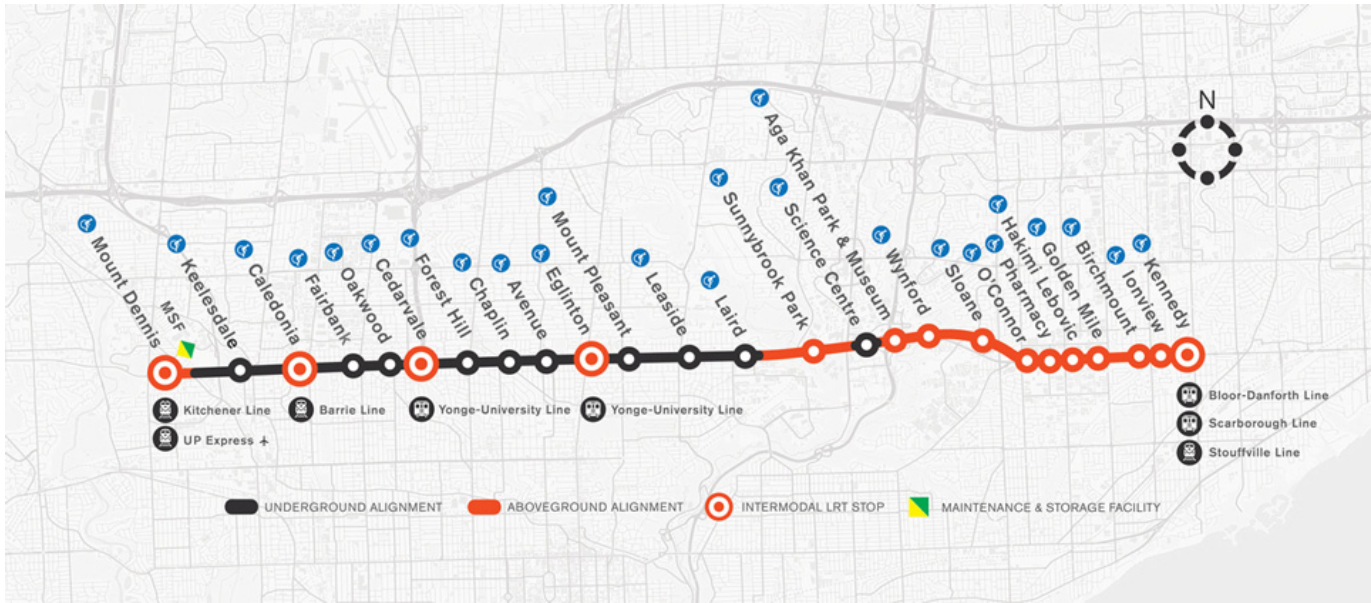 N
Mount Dennis
MSF
Keelesdale
Caledonia
Fairbank
Oakwood
Cedarvale
Forest Hill
Chaplin
Avenue
Eglinton
Mount Pleasant
Leaside
Laird
Sunnybrook Park
Science Centre
Aga Khan Park & Museum
Wynford
Sloane
O'Connor
Pharmacy
Hakimi Lebovic
Golden Mile
Birchmount
Ionview
Kennedy
Kitchener Line
UP Express
Barrie Line
Yonge-University Line
Yonge-University Line
Bloor-Danforth Line
Scarborough Line
Stouffville Line
UNDERGROUND ALIGNMENT
ABOVEGROUND ALIGNMENT
INTERMODAL LRT STOP
MAINTENANCE & STORAGE FACILITY